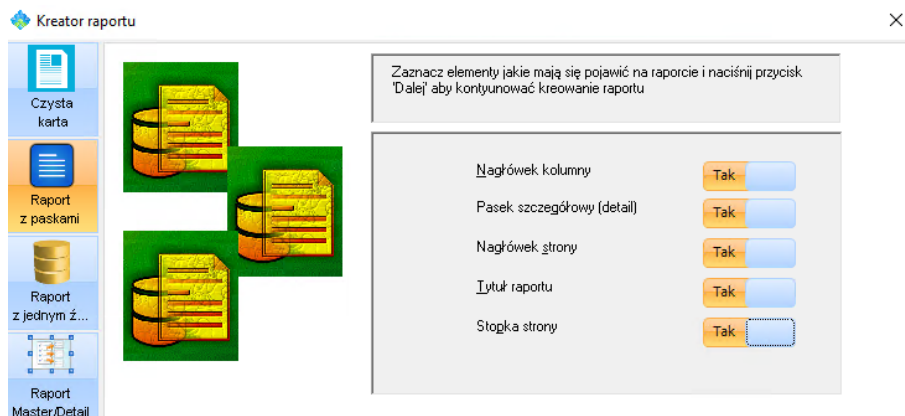 Kreator raportu
Czysta
karta
Raport
z paskami
Raport
z jednym ź...
Raport
Master/Detail
Zaznacz elementy jakie mają się pojawić na raporcie i naciśnij przycisk
'Dalej' aby kontyunować kreowanie raportu
Nagłówek kolumny Tak
Pasek szczegółowy (detail) Tak
Nagłówek strony Tak
Tytuł raportu Tak
Stopka strony Tak